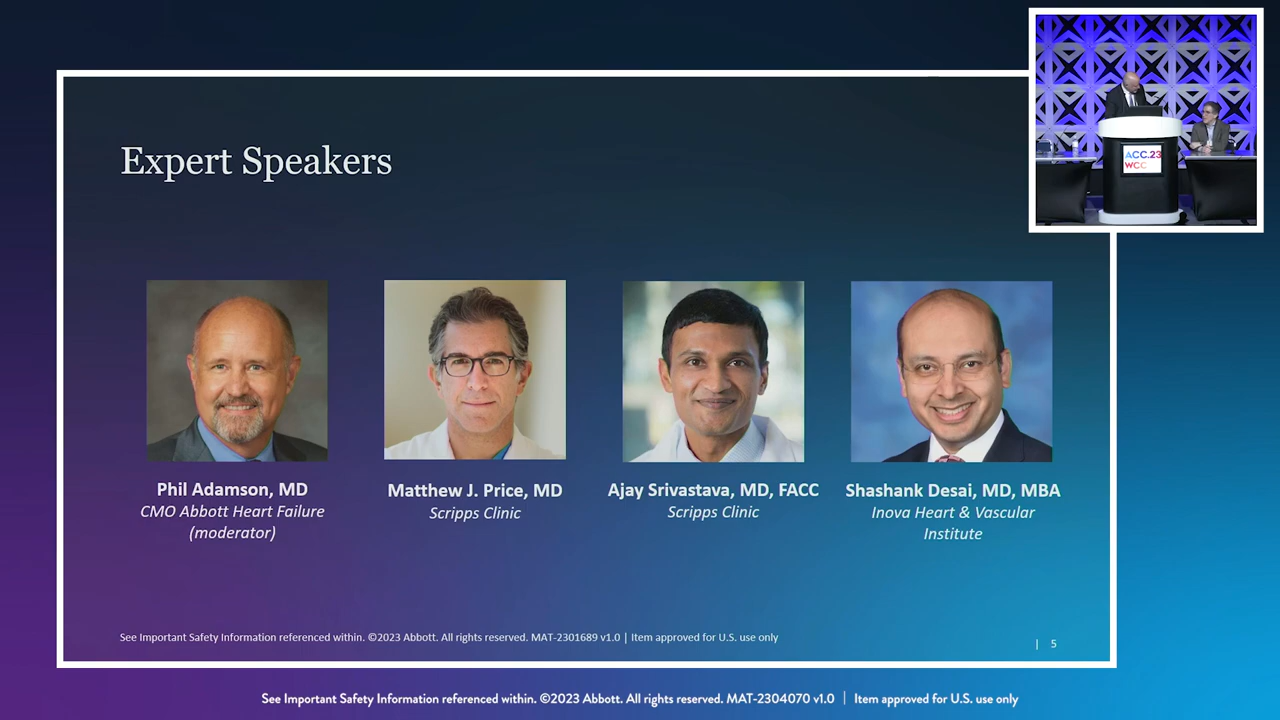 Expert Speakers
Phil Adamson, MD
CMO Abbott Heart Failure
(moderator)
Matthew J. Price, MD
Scripps Clinic
Ajay Srivastava, MD, FACC
Scripps Clinic
Shashank Desai, MD, MBA
Inova Heart & Vascular
Institute
See Important Safety Information referenced within. ©2023 Abbott. All rights reserved. MAT-2301689 v1.0 | Item approved for U.S. use only
| 5
ACC.23
WCC
See Important Safety Information referenced within. ©2023 Abbott. All rights reserved. MAT-2304070 v1.0 | Item approved for U.S. use only